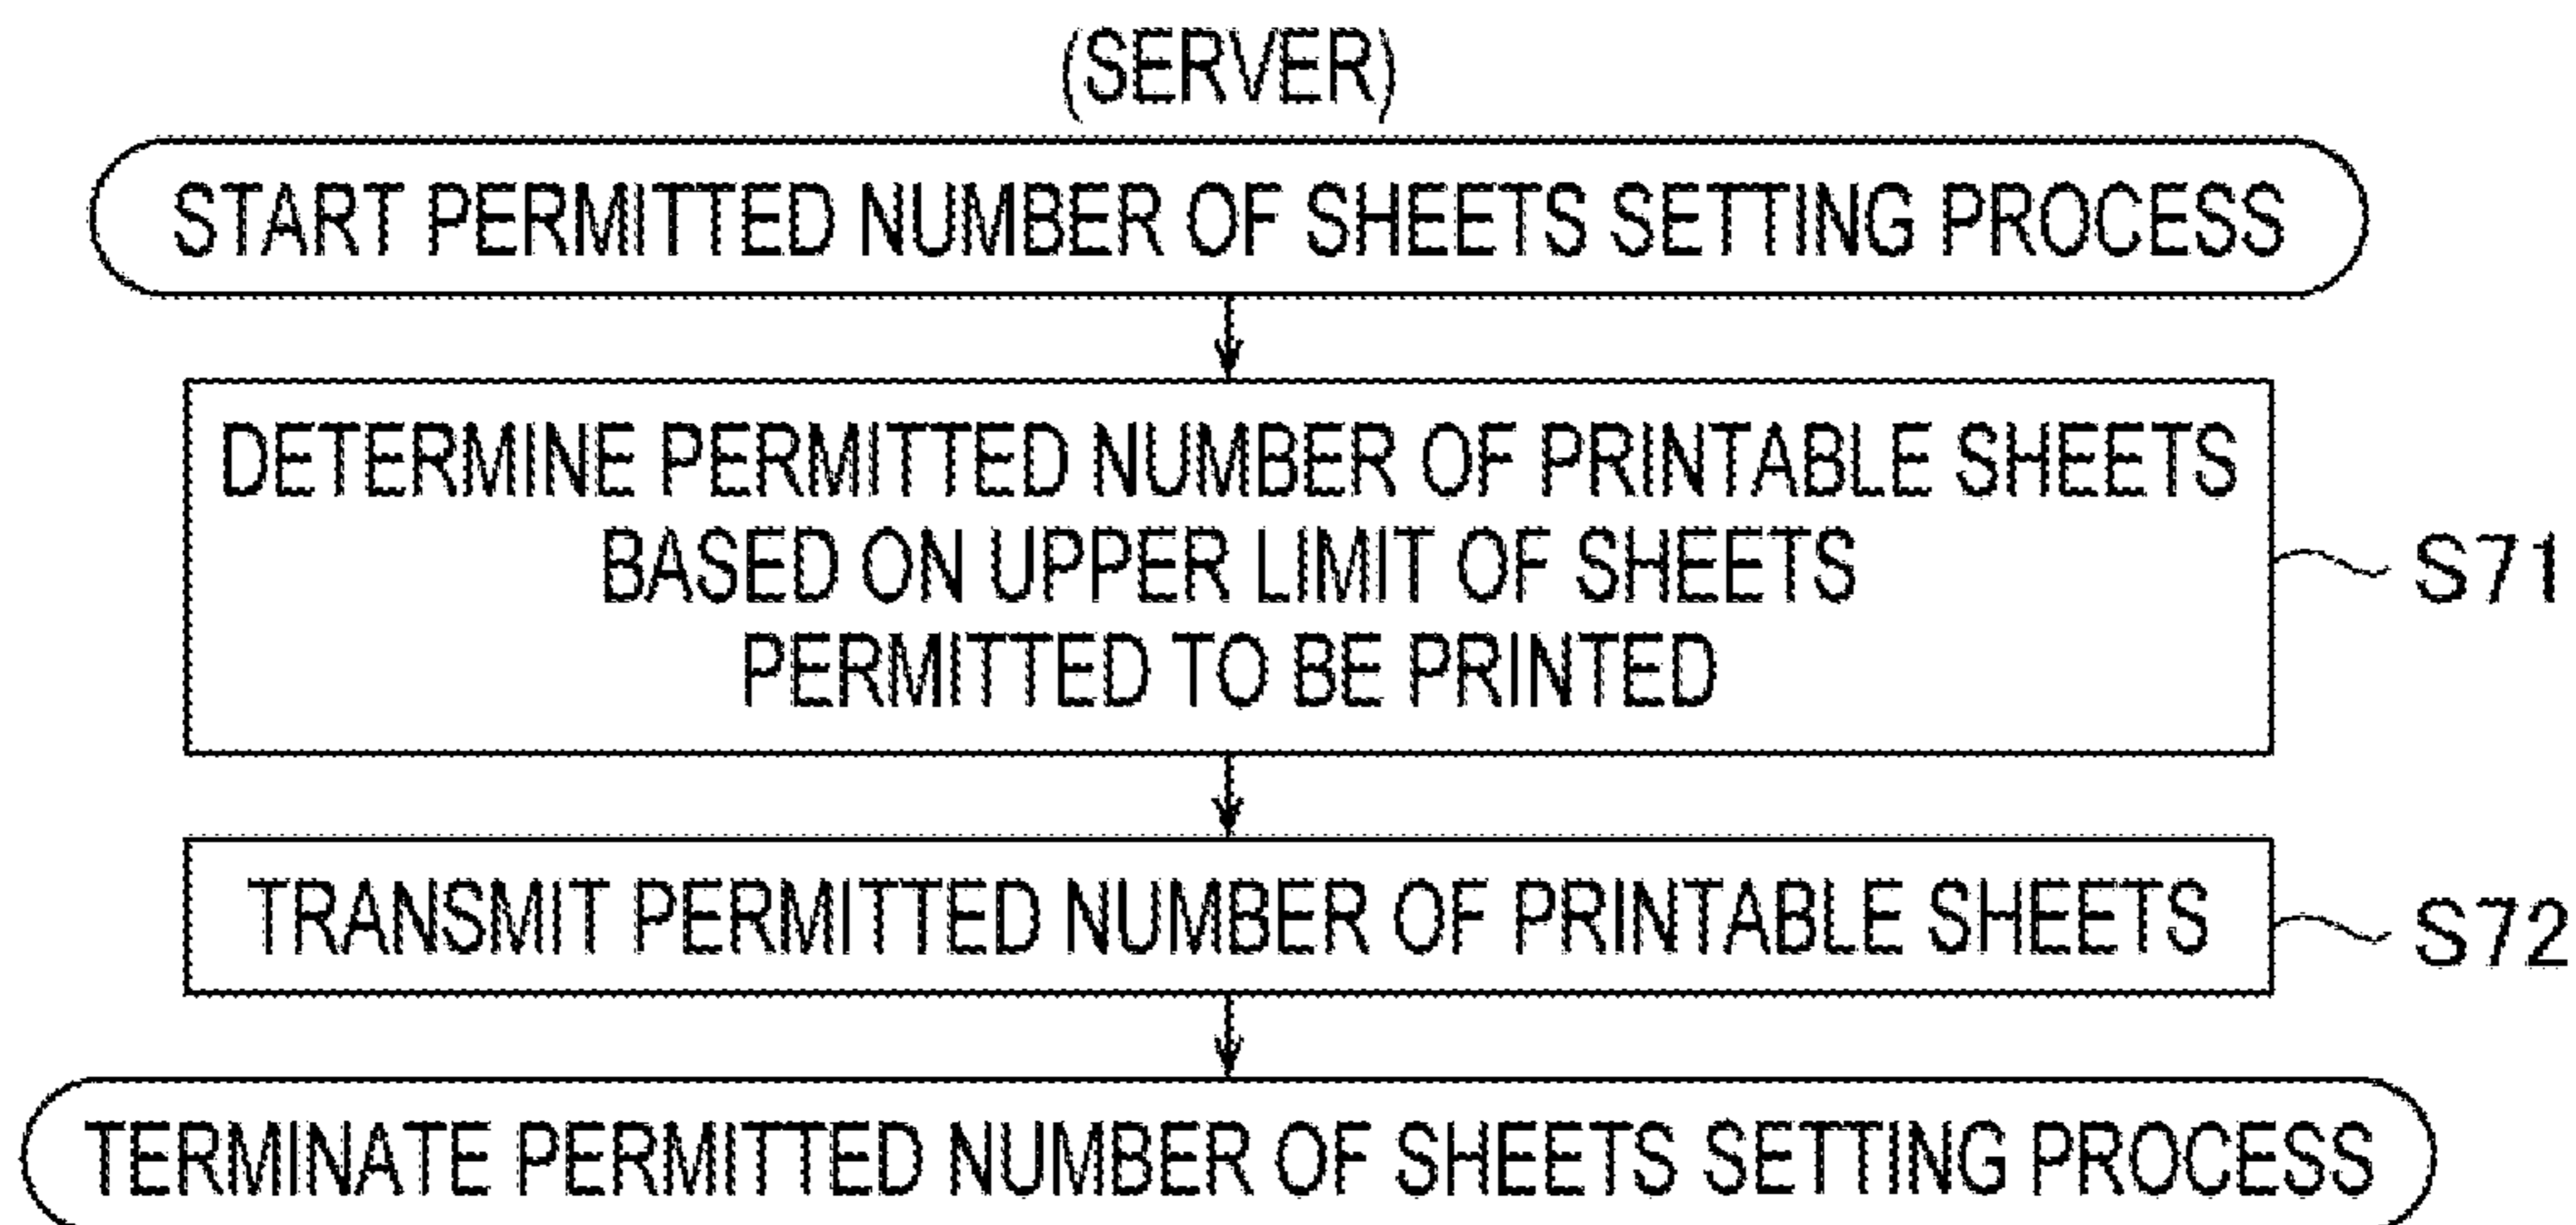 (SERVER)
START PERMITTED NUMBER OF SHEETS SETTING PROCESS
DETERMINE PERMITTED NUMBER OF PRINTABLE SHEETS
BASED ON UPPER LIMIT OF SHEETS
PERMITTED TO BE PRINTED
S71
TRANSMIT PERMITTED NUMBER OF PRINTABLE SHEETS
S72
TERMINATE PERMITTED NUMBER OF SHEETS SETTING PROCESS